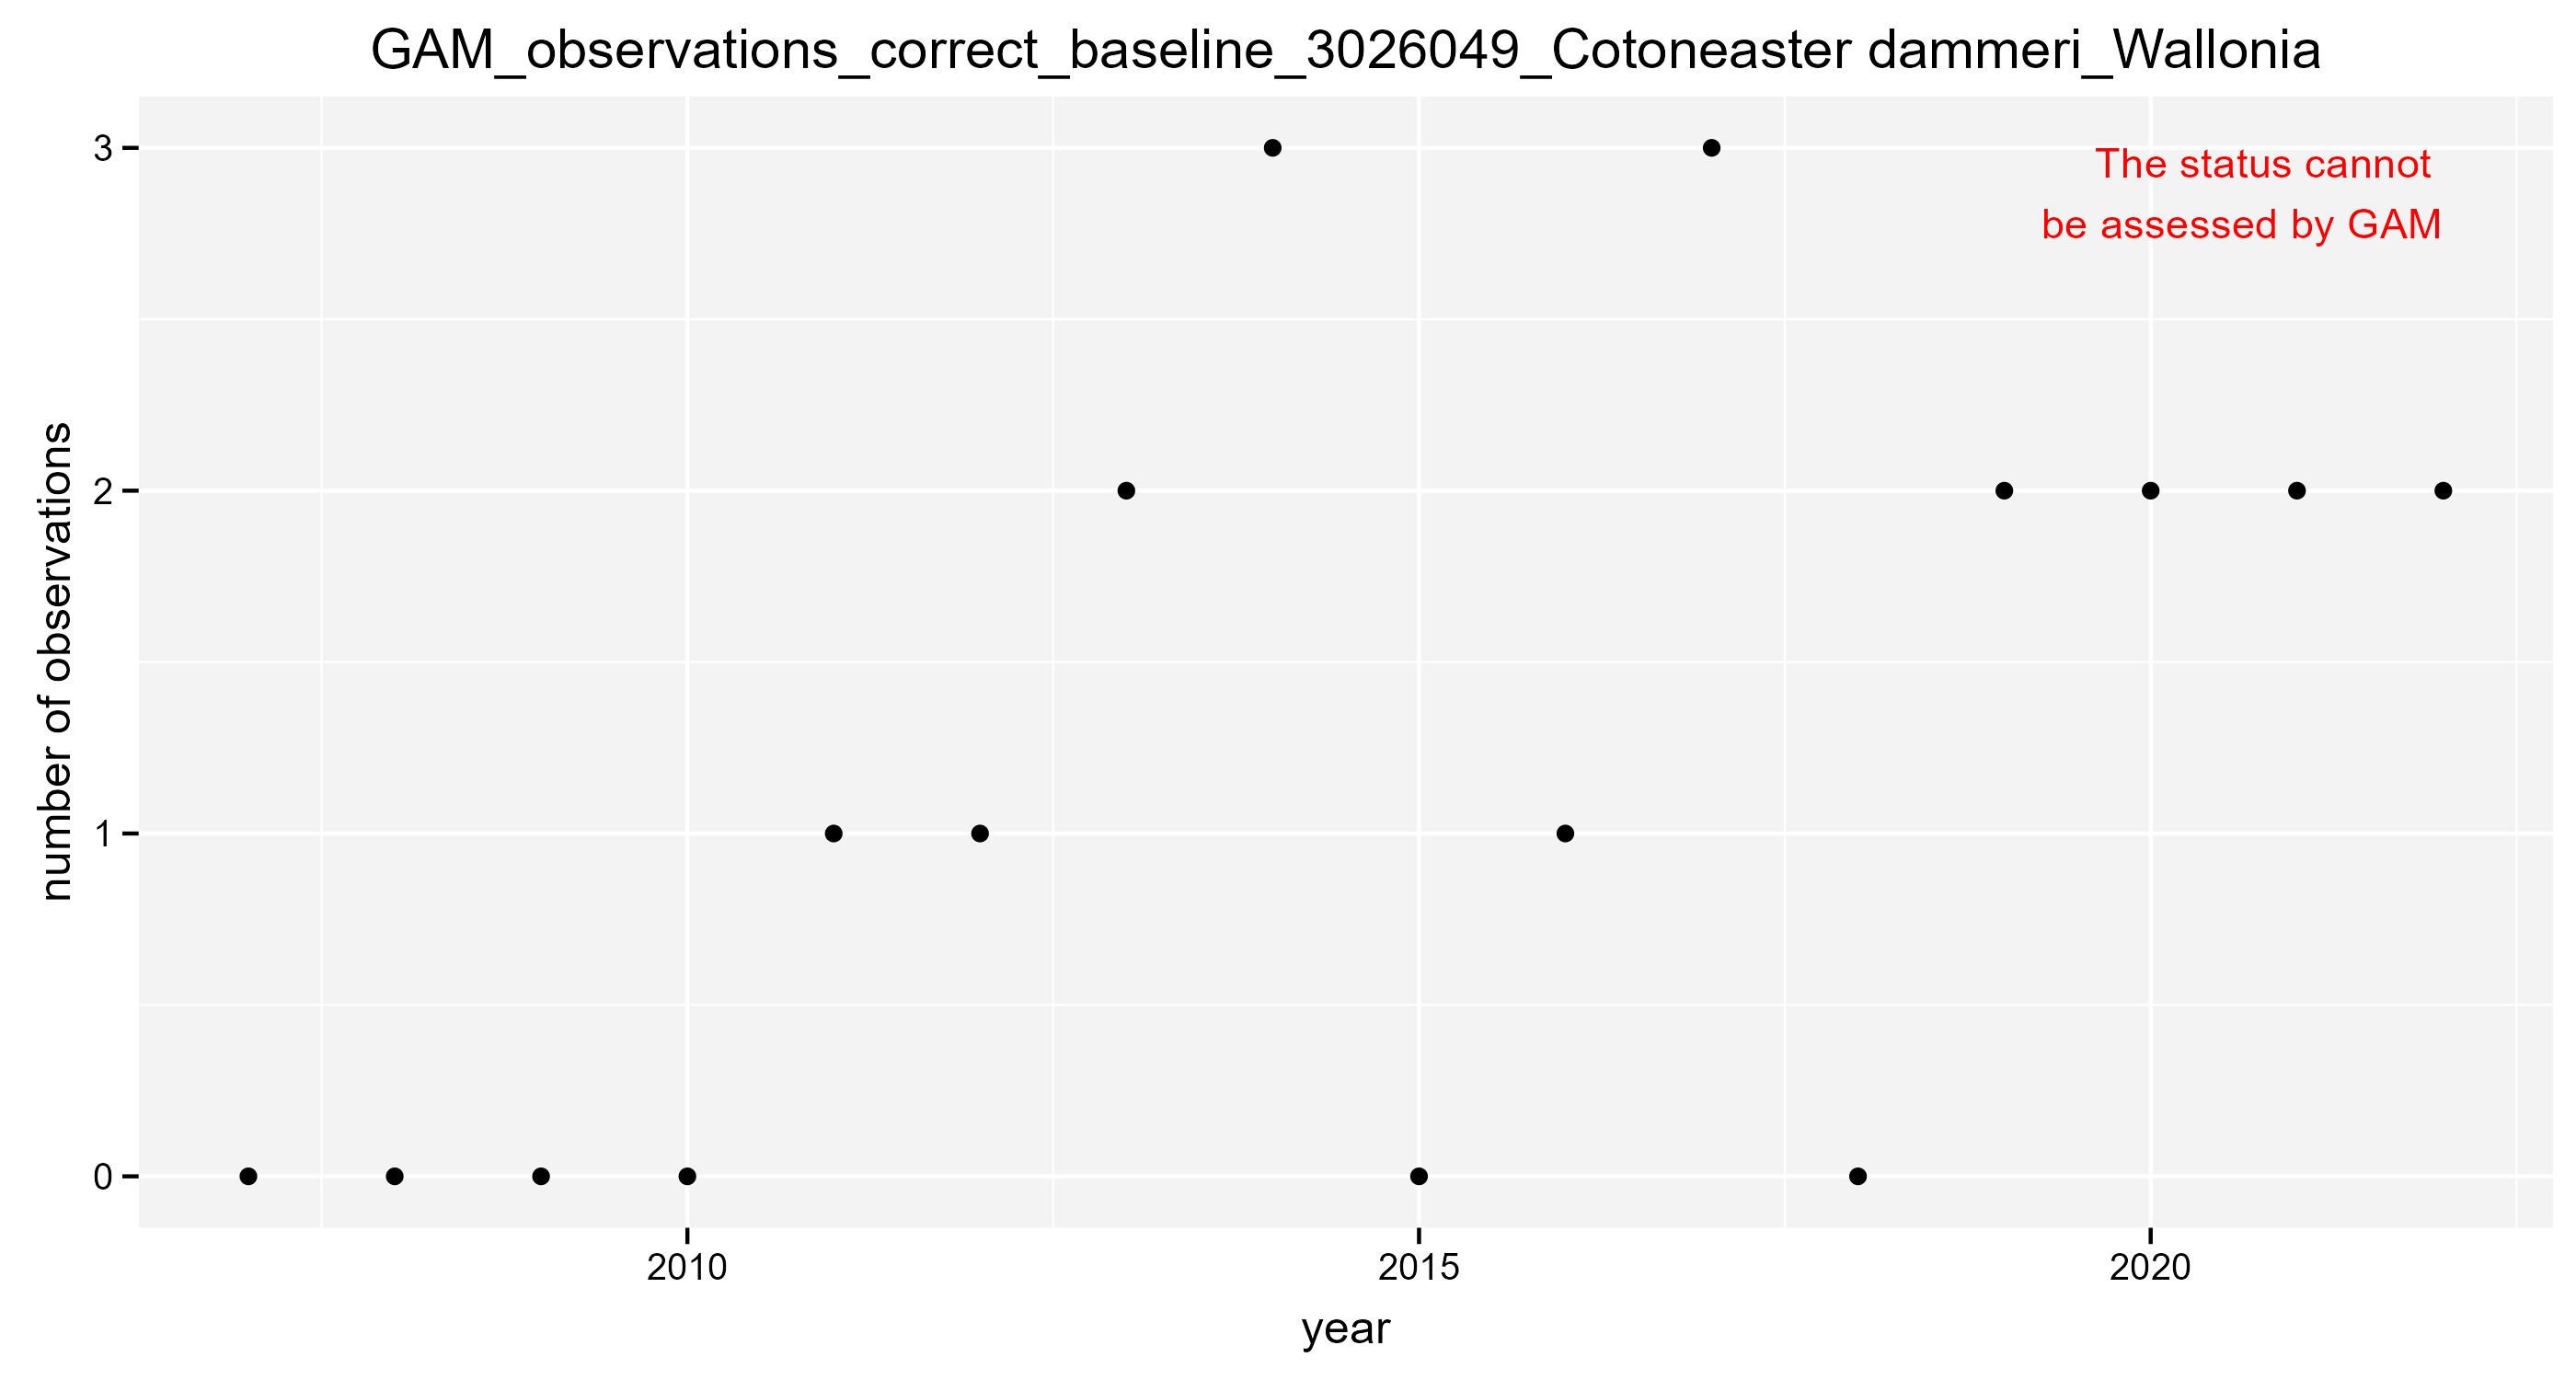 GAM_observations_correct_baseline_3026049_Cotoneaster dammeri_Wallonia
The status cannot
be assessed by GAM
number of observations
3
2
1
0
2010
2015
2020
year